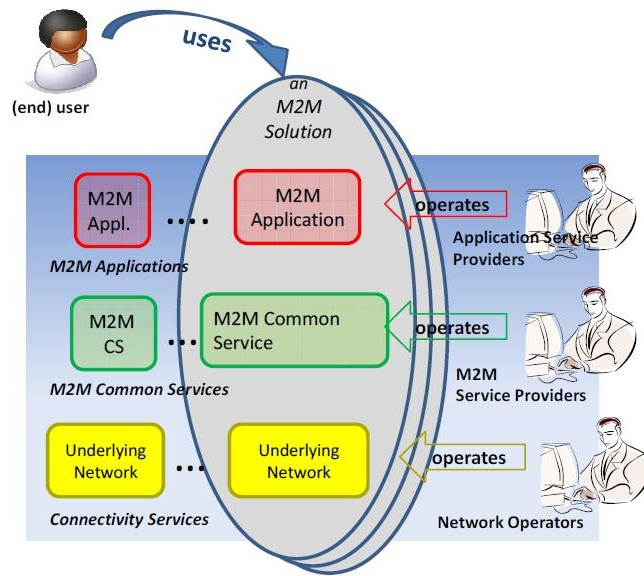 uses
(end) user
an
M2M
Solution
M2M
Appl.
....
M2M
Application
operates
Application Service
Providers
M2M Applications
M2M
CS
...
M2M Common
Service
operates
M2M
Service Providers
M2M Common Services
Underlying
Network
...
Underlying
Network
operates
Connectivity Services
Network Operators